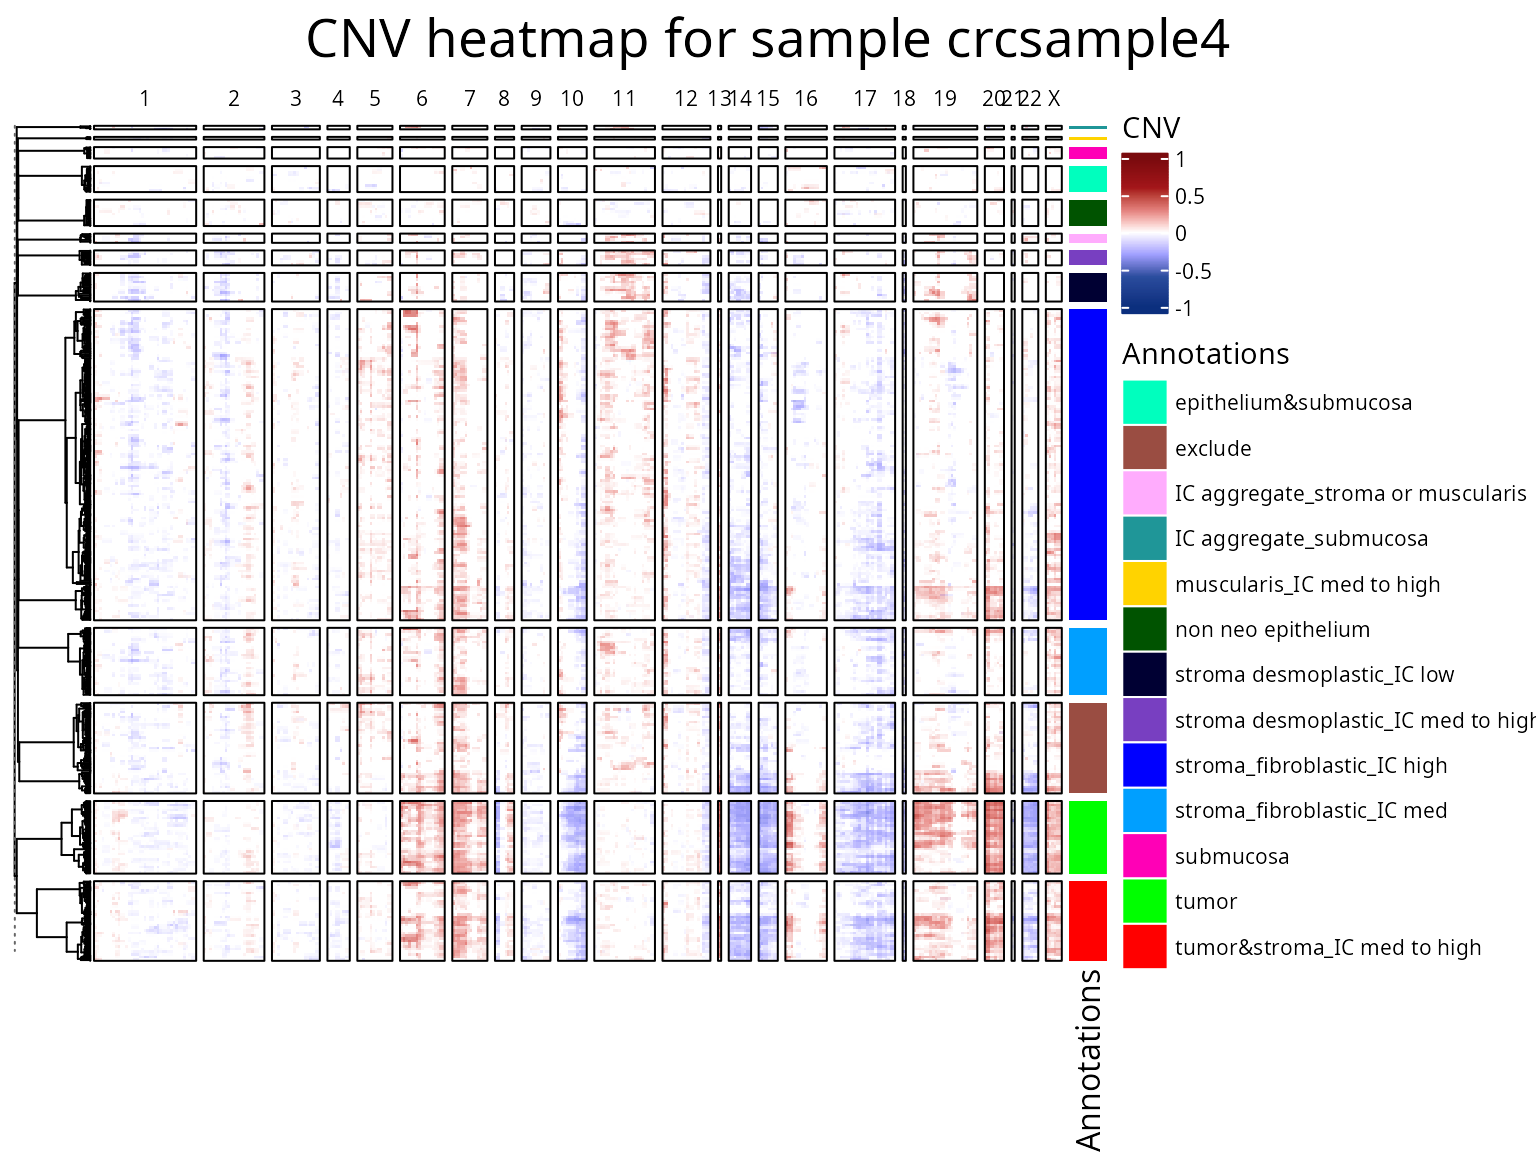 CNV heatmap for sample crcsample4
1 2 3 4 5 6 7 8 9 10 11 12 13 14 15 16 17 18 19 20 21 22 X
CNV
1
0.5
0
-0.5
-1
Annotations
epithelium&submucosa
exclude
IC aggregate_stroma or muscularis
IC aggregate_submucosa
muscularis_IC med to high
non neo epithelium
stroma desmoplastic_IC low
stroma desmoplastic_IC med to high
stroma_fibroblastic_IC high
stroma_fibroblastic_IC med
submucosa
tumor
tumor&stroma_IC med to high
Annotations